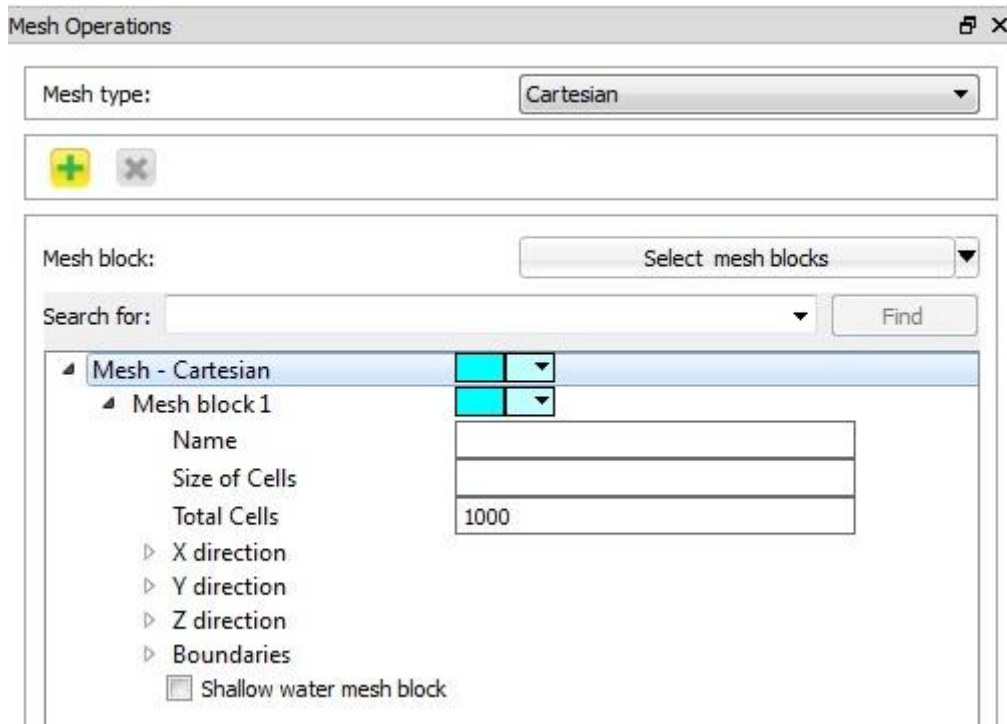 Mesh Operations
Mesh type: Cartesian
Mesh block: Select mesh blocks
Search for: Find
Mesh - Cartesian
Mesh block 1
Name
Size of Cells
Total Cells 1000
X direction
Y direction
Z direction
Boundaries
Shallow water mesh block